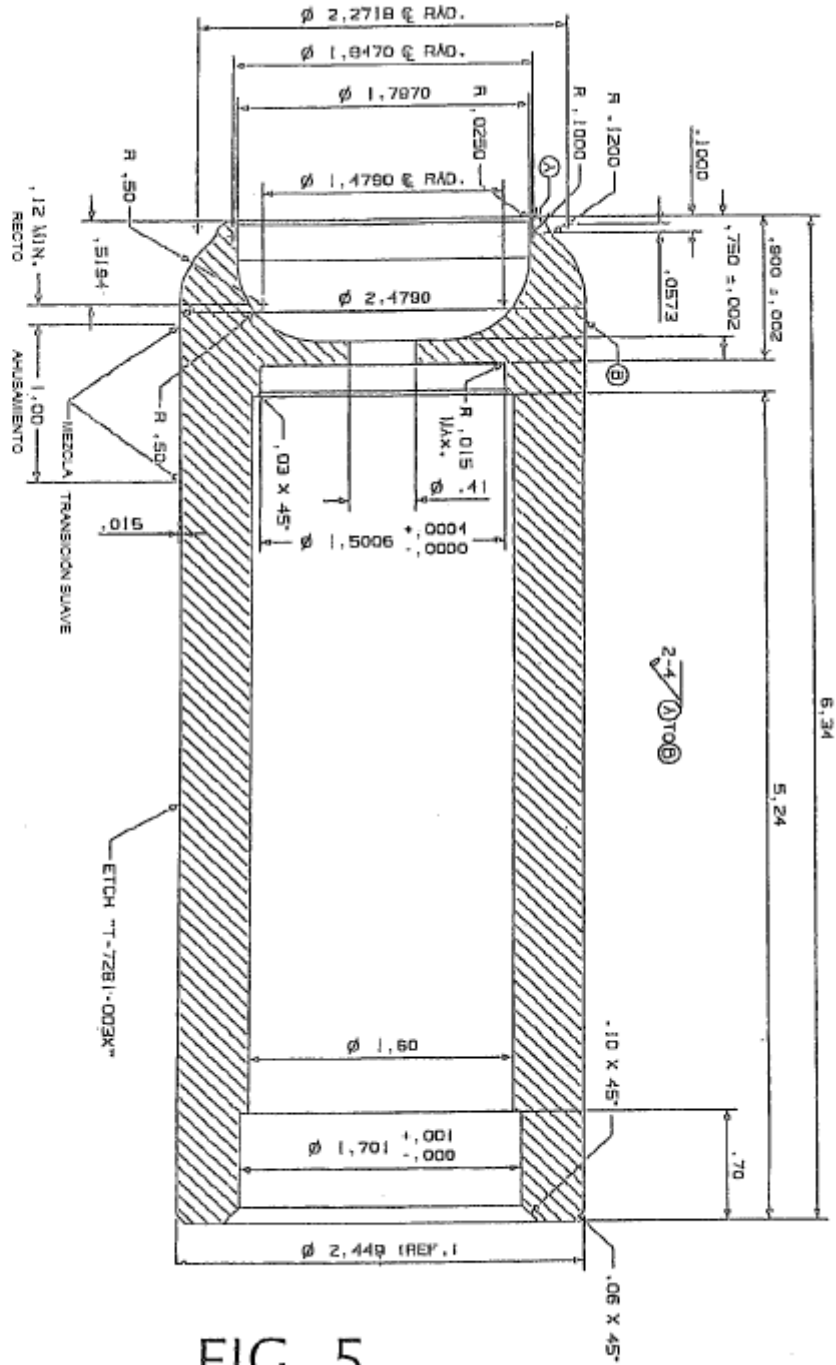 Ø 2,2718 ℄ RAD.
Ø 1,8470 ℄ RAD.
Ø 1,7870
R ,0250
R ,1000
R ,1200
,1000
Ø 1,4790 ℄ RAD.
A
,0573
,750 ±,002
,900 ±,002
R ,50
,5194
,12 MIN.
RECTO
Ø 2,4790
B
1,00
AHUSAMIENTO
R ,50
MEZCLA TRANSICIÓN SUAVE
,015
,03 X 45°
R ,015
MAX.
Ø .41
Ø 1,5006 +,0004
-,0000
2-4
A TO B
6,34
5,24
ETCH "T-7281-003X"
Ø 1,60
.10 X 45°
Ø 1,701 +,001
-,000
,70
Ø 2,449 (REF.)
.06 X 45°
FIG. 5